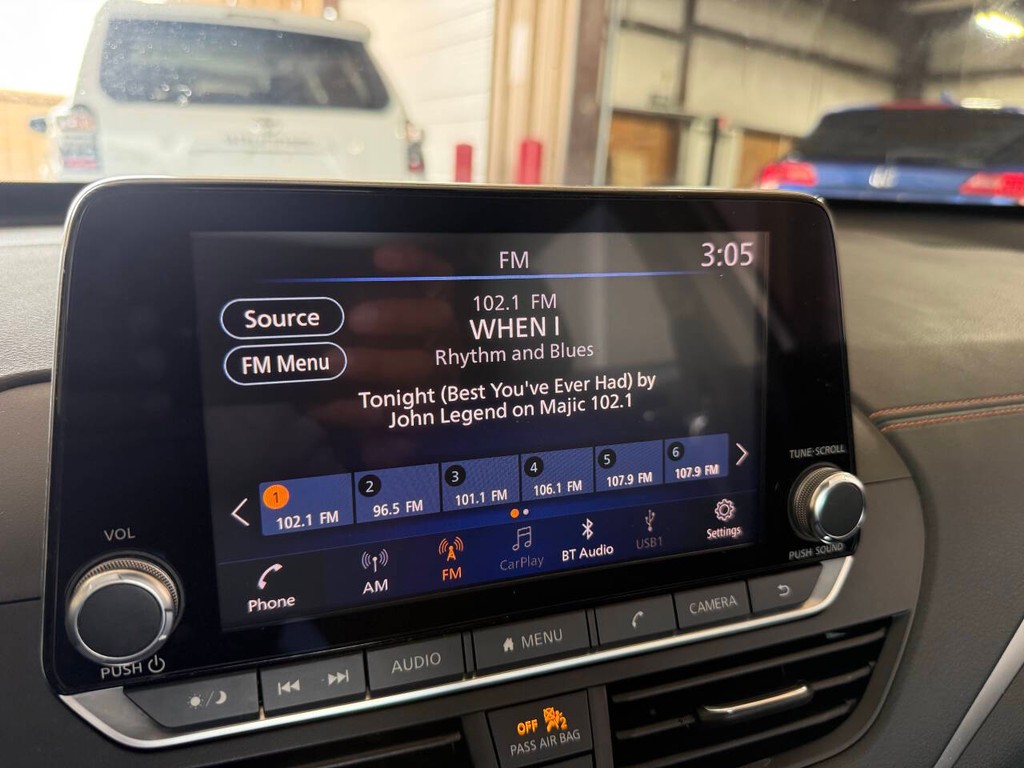 FM
3:05
Source
FM Menu
102.1 FM
WHEN I
Rhythm and Blues
Tonight (Best You've Ever Had) by
John Legend on Majic 102.1
1
102.1 FM
2
96.5 FM
3
101.1 FM
4
106.1 FM
5
107.9 FM
6
107.9 FM
Phone
AM
FM
CarPlay
BT Audio
USB1
Settings
VOL
PUSH
TUNE·SCROLL
PUSH SOUND
AUDIO
MENU
CAMERA
OFF
2
PASS AIR BAG